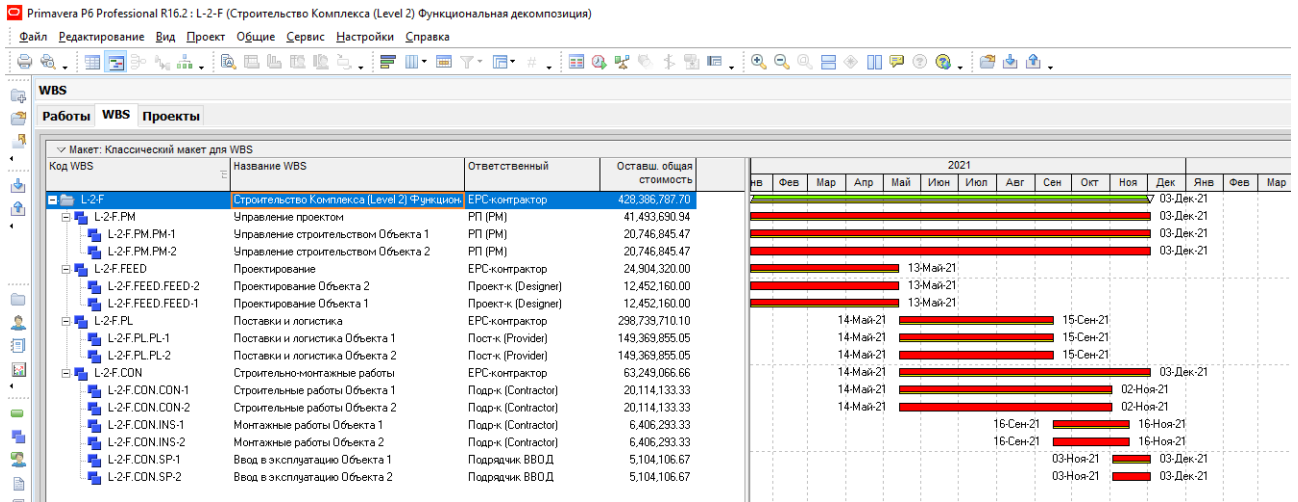 Primavera P6 Professional R16.2 : L-2-F (Строительство Комплекса (Level 2) Функциональная декомпозиция)
Файл Редактирование Вид Проект Общие Сервис Настройки Справка
WBS
Работы WBS Проекты
Макет: Классический макет для WBS
Код WBS Название WBS Ответственный Оставш. общая стоимость
2021
нв Фев Мар Апр Май Июн Июл Авг Сен Окт Ноя Дек Янв Фев Мар
L-2-F Строительство Комплекса (Level 2) Функцион. EPC-контрактор 428,386,787.70 03-Дек-21
L-2-F.PM Управление проектом РП (PM) 41,493,690.94 03-Дек-21
L-2-F.PM.PM-1 Управление строительством Объекта 1 РП (PM) 20,746,845.47 03-Дек-21
L-2-F.PM.PM-2 Управление строительством Объекта 2 РП (PM) 20,746,845.47 03-Дек-21
L-2-F.FEED Проектирование EPC-контрактор 24,904,320.00 13-Май-21
L-2-F.FEED.FEED-2 Проектирование Объекта 2 Проект-к (Designer) 12,452,160.00 13-Май-21
L-2-F.FEED.FEED-1 Проектирование Объекта 1 Проект-к (Designer) 12,452,160.00 13-Май-21
L-2-F.PL Поставки и логистика EPC-контрактор 298,739,710.10 14-Май-21 15-Сен-21
L-2-F.PL.PL-1 Поставки и логистика Объекта 1 Пост-к (Provider) 149,369,855.05 14-Май-21 15-Сен-21
L-2-F.PL.PL-2 Поставки и логистика Объекта 2 Пост-к (Provider) 149,369,855.05 14-Май-21 15-Сен-21
L-2-F.CON Строительно-монтажные работы EPC-контрактор 63,249,066.66 14-Май-21 03-Дек-21
L-2-F.CON.CON-1 Строительные работы Объекта 1 Подр-к (Contractor) 20,114,133.33 14-Май-21 02-Ноя-21
L-2-F.CON.CON-2 Строительные работы Объекта 2 Подр-к (Contractor) 20,114,133.33 14-Май-21 02-Ноя-21
L-2-F.CON.INS-1 Монтажные работы Объекта 1 Подр-к (Contractor) 6,406,293.33 16-Сен-21 16-Ноя-21
L-2-F.CON.INS-2 Монтажные работы Объекта 2 Подр-к (Contractor) 6,406,293.33 16-Сен-21 16-Ноя-21
L-2-F.CON.SP-1 Ввод в эксплуатацию Объекта 1 Подрядчик ВВОД 5,104,106.67 03-Ноя-21 03-Дек-21
L-2-F.CON.SP-2 Ввод в эксплуатацию Объекта 2 Подрядчик ВВОД 5,104,106.67 03-Ноя-21 03-Дек-21